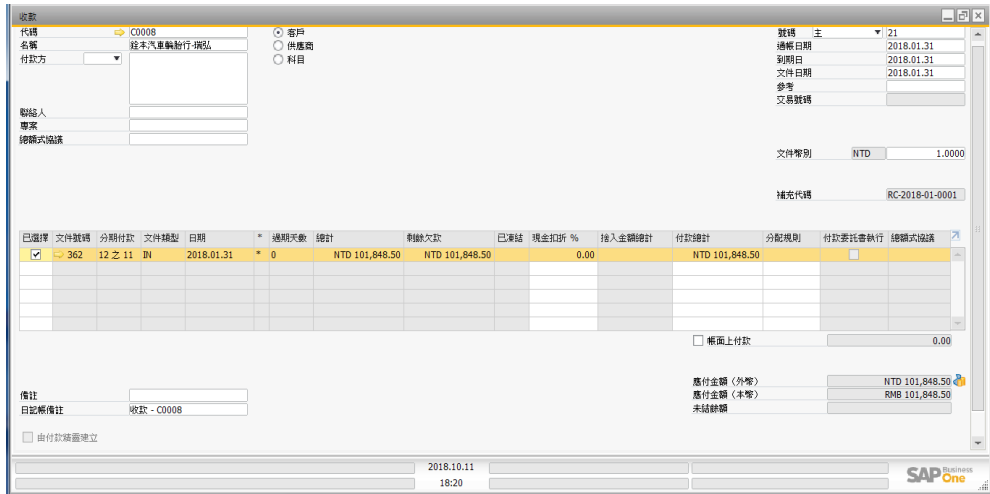 收款
代碼 C0008 客戶 號碼 主 21
名稱 銓本汽車輪胎行-瑞弘 供應商 過帳日期 2018.01.31
付款方 科目 到期日 2018.01.31
文件日期 2018.01.31
參考
交易號碼
聯絡人
專案
總額式協議
文件幣別 NTD 1.0000
補充代碼 RC-2018-01-0001
已選擇 文件號碼 分期付款 文件類型 日期 * 過期天數 總計 剩餘欠款 已凍結 現金扣折 % 捨入金額總計 付款總計 分配規則 付款委託書執行 總額式協議
362 12 之 11 IN 2018.01.31 * 0 NTD 101,848.50 NTD 101,848.50 0.00 NTD 101,848.50
帳面上付款 0.00
應付金額（外幣） NTD 101,848.50
備註 應付金額（本幣） RMB 101,848.50
日記帳備註 收款 - C0008 未結餘額
由付款精靈建立
2018.10.11
18:20
SAP Business One